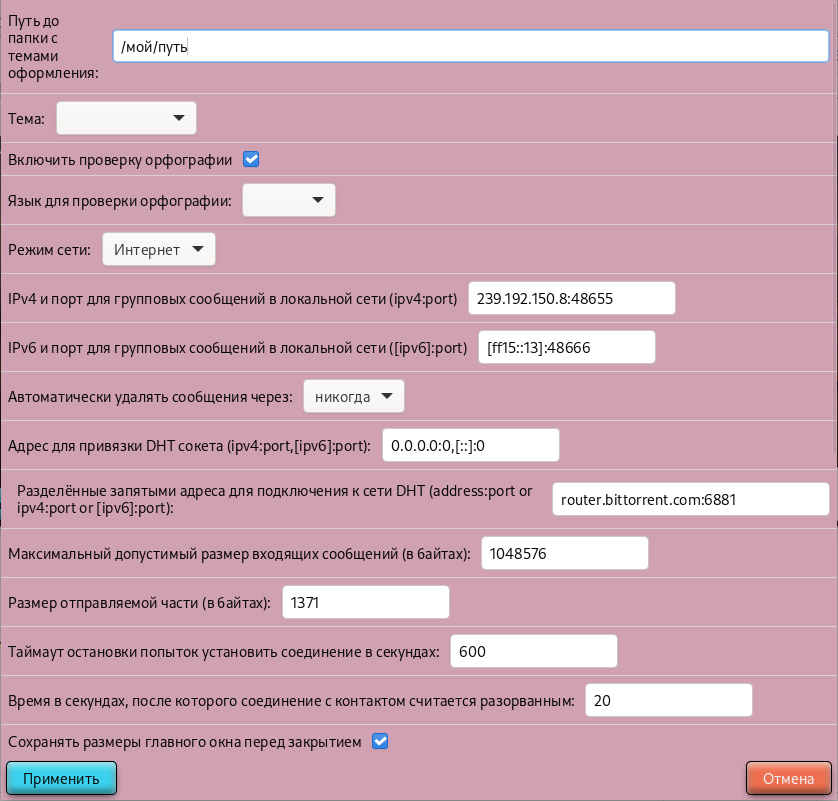 Путь до
папки с
темами
оформления:
/мой/путь
Тема:
Включить проверку орфографии
Язык для проверки орфографии:
Режим сети: Интернет
IPv4 и порт для групповых сообщений в локальной сети (ipv4:port) 239.192.150.8:48655
IPv6 и порт для групповых сообщений в локальной сети ([ipv6]:port) [ff15::13]:48666
Автоматически удалять сообщения через: никогда
Адрес для привязки DHT сокета (ipv4:port,[ipv6]:port): 0.0.0.0:0,[::]:0
Разделённые запятыми адреса для подключения к сети DHT (address:port or
ipv4:port or [ipv6]:port):
router.bittorrent.com:6881
Максимальный допустимый размер входящих сообщений (в байтах): 1048576
Размер отправляемой части (в байтах): 1371
Таймаут остановки попыток установить соединение в секундах: 600
Время в секундах, после которого соединение с контактом считается разорванным: 20
Сохранять размеры главного окна перед закрытием
Применить Отмена